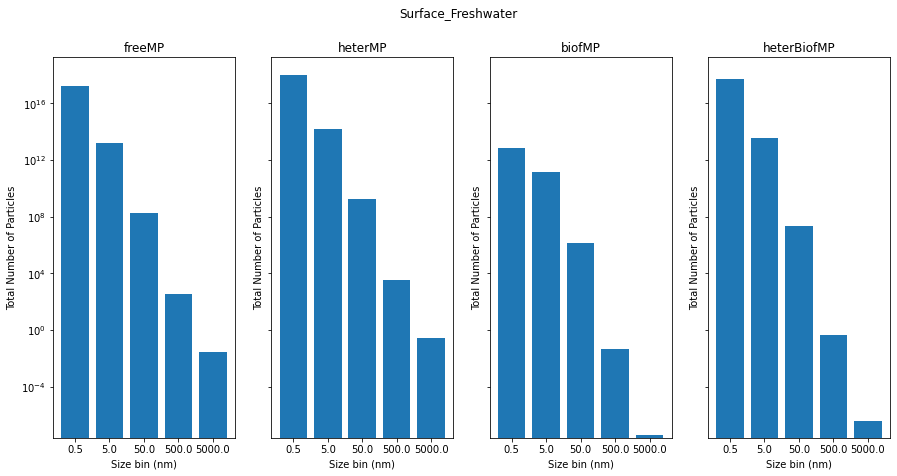 Surface_Freshwater
freeMP
heterMP
biofMP
heterBiofMP
Total Number of Particles
10^16
10^12
10^8
10^4
10^0
10^-4
0.5 5.0 50.0 500.0 5000.0
Size bin (nm)
Total Number of Particles
0.5 5.0 50.0 500.0 5000.0
Size bin (nm)
Total Number of Particles
0.5 5.0 50.0 500.0 5000.0
Size bin (nm)
Total Number of Particles
0.5 5.0 50.0 500.0 5000.0
Size bin (nm)